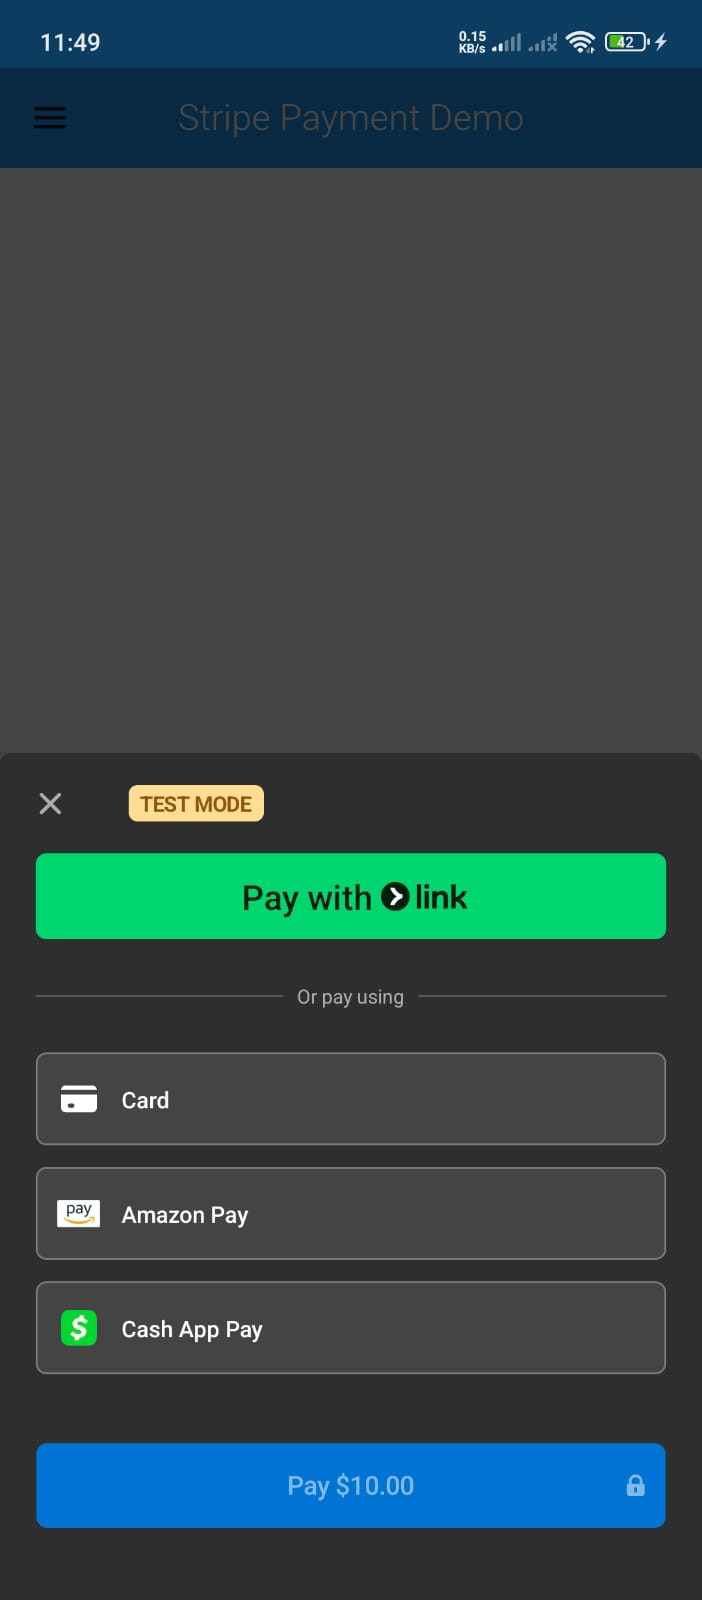 11:49
0.15
KB/s
42
Stripe Payment Demo
TEST MODE
Pay with link
Or pay using
Card
pay
Amazon Pay
$
Cash App Pay
Pay $10.00